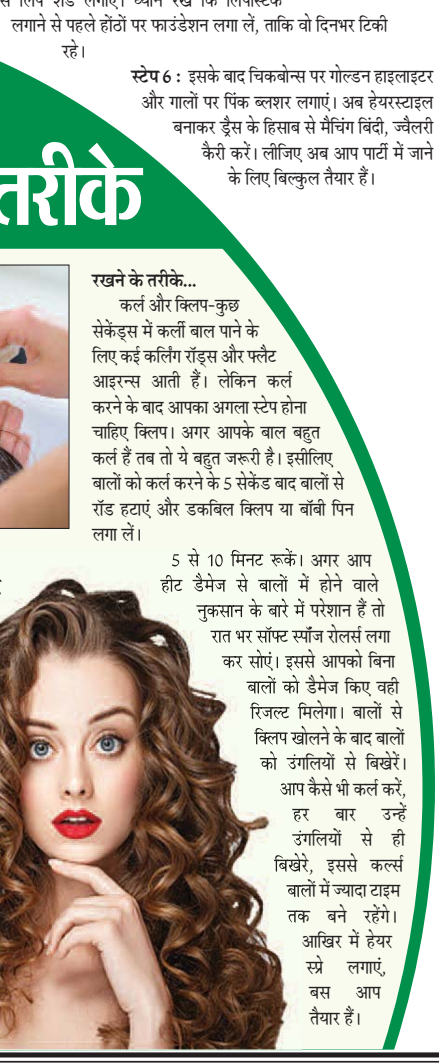 लगाने से पहले होंठों पर फाउंडेशन लगा लें, ताकि वो दिनभर टिकी
रहे।
स्टेप 6 : इसके बाद चिकबोन्स पर गोल्डन हाइलाइटर
और गालों पर पिंक ब्लशर लगाएं। अब हेयरस्टाइल
बनाकर ड्रैस के हिसाब से मैचिंग बिंदी, ज्वैलरी
कैरी करें। लीजिए अब आप पार्टी में जाने
के लिए बिल्कुल तैयार हैं।
तरीके
रखने के तरीके...
कर्ल और क्लिप-कुछ
सेकेंड्स में कर्ली बाल पाने के
लिए कई कर्लिंग रॉड्स और फ्लैट
आइरन्स आती हैं। लेकिन कर्ल
करने के बाद आपका अगला स्टेप होना
चाहिए क्लिप। अगर आपके बाल बहुत
कर्ल हैं तब तो ये बहुत जरूरी है। इसीलिए
बालों को कर्ल करने के 5 सेकेंड बाद बालों से
रॉड हटाएं और डकबिल क्लिप या बॉबी पिन
लगा लें।
5 से 10 मिनट रूकें। अगर आप
हीट डैमेज से बालों में होने वाले
नुकसान के बारे में परेशान हैं तो
रात भर सॉफ्ट स्पॉंज रोलर्स लगा
कर सोएं। इससे आपको बिना
बालों को डैमेज किए वही
रिजल्ट मिलेगा। बालों से
क्लिप खोलने के बाद बालों
को उंगलियों से बिखेरें।
आप कैसे भी कर्ल करें,
हर बार उन्हें
उंगलियों से ही
बिखेरे, इससे कर्ल्स
बालों में ज्यादा टाइम
तक बने रहेंगे।
आखिर में हेयर
स्प्रे लगाएं,
बस आप
तैयार हैं।